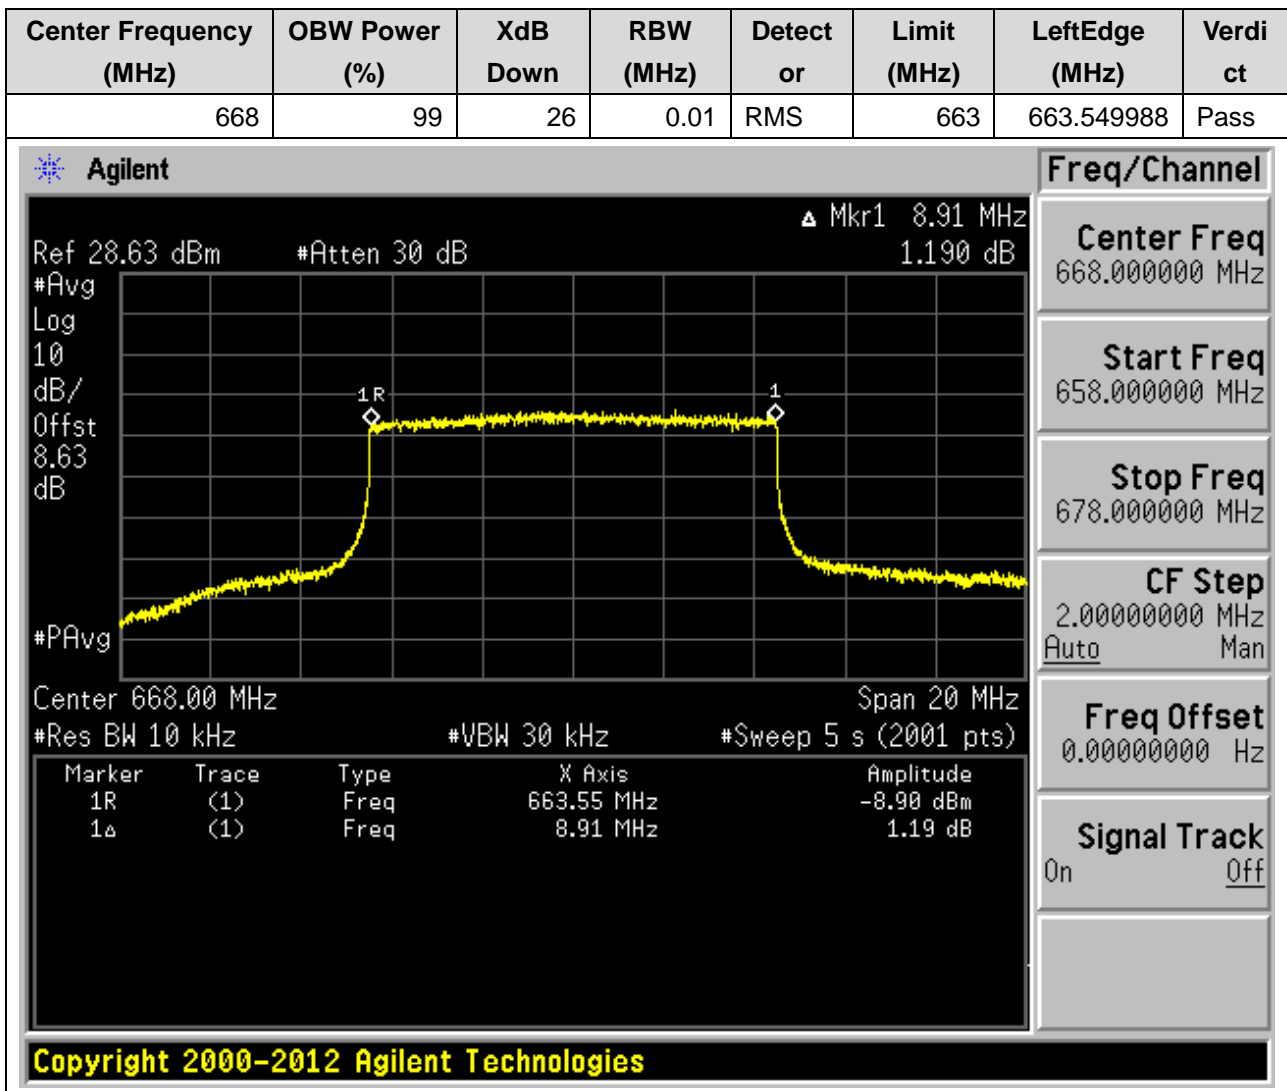 Center Frequency (MHz) OBW Power (%) XdB Down RBW (MHz) Detect or Limit (MHz) LeftEdge (MHz) Verdi ct
668 99 26 0.01 RMS 663 663.549988 Pass
Agilent
Freq/Channel
Δ Mkr1 8.91 MHz
Ref 28.63 dBm #Atten 30 dB 1.190 dB
#Avg
Log
10
dB/
Offst
8.63
dB
#PAvg
1R
1
Center 668.00 MHz Span 20 MHz
#Res BW 10 kHz #VBW 30 kHz #Sweep 5 s (2001 pts)
Marker Trace Type X Axis Amplitude
1R (1) Freq 663.55 MHz -8.90 dBm
1Δ (1) Freq 8.91 MHz 1.19 dB
Center Freq
668.000000 MHz
Start Freq
658.000000 MHz
Stop Freq
678.000000 MHz
CF Step
2.00000000 MHz
Auto Man
Freq Offset
0.00000000 Hz
Signal Track
On Off
Copyright 2000-2012 Agilent Technologies